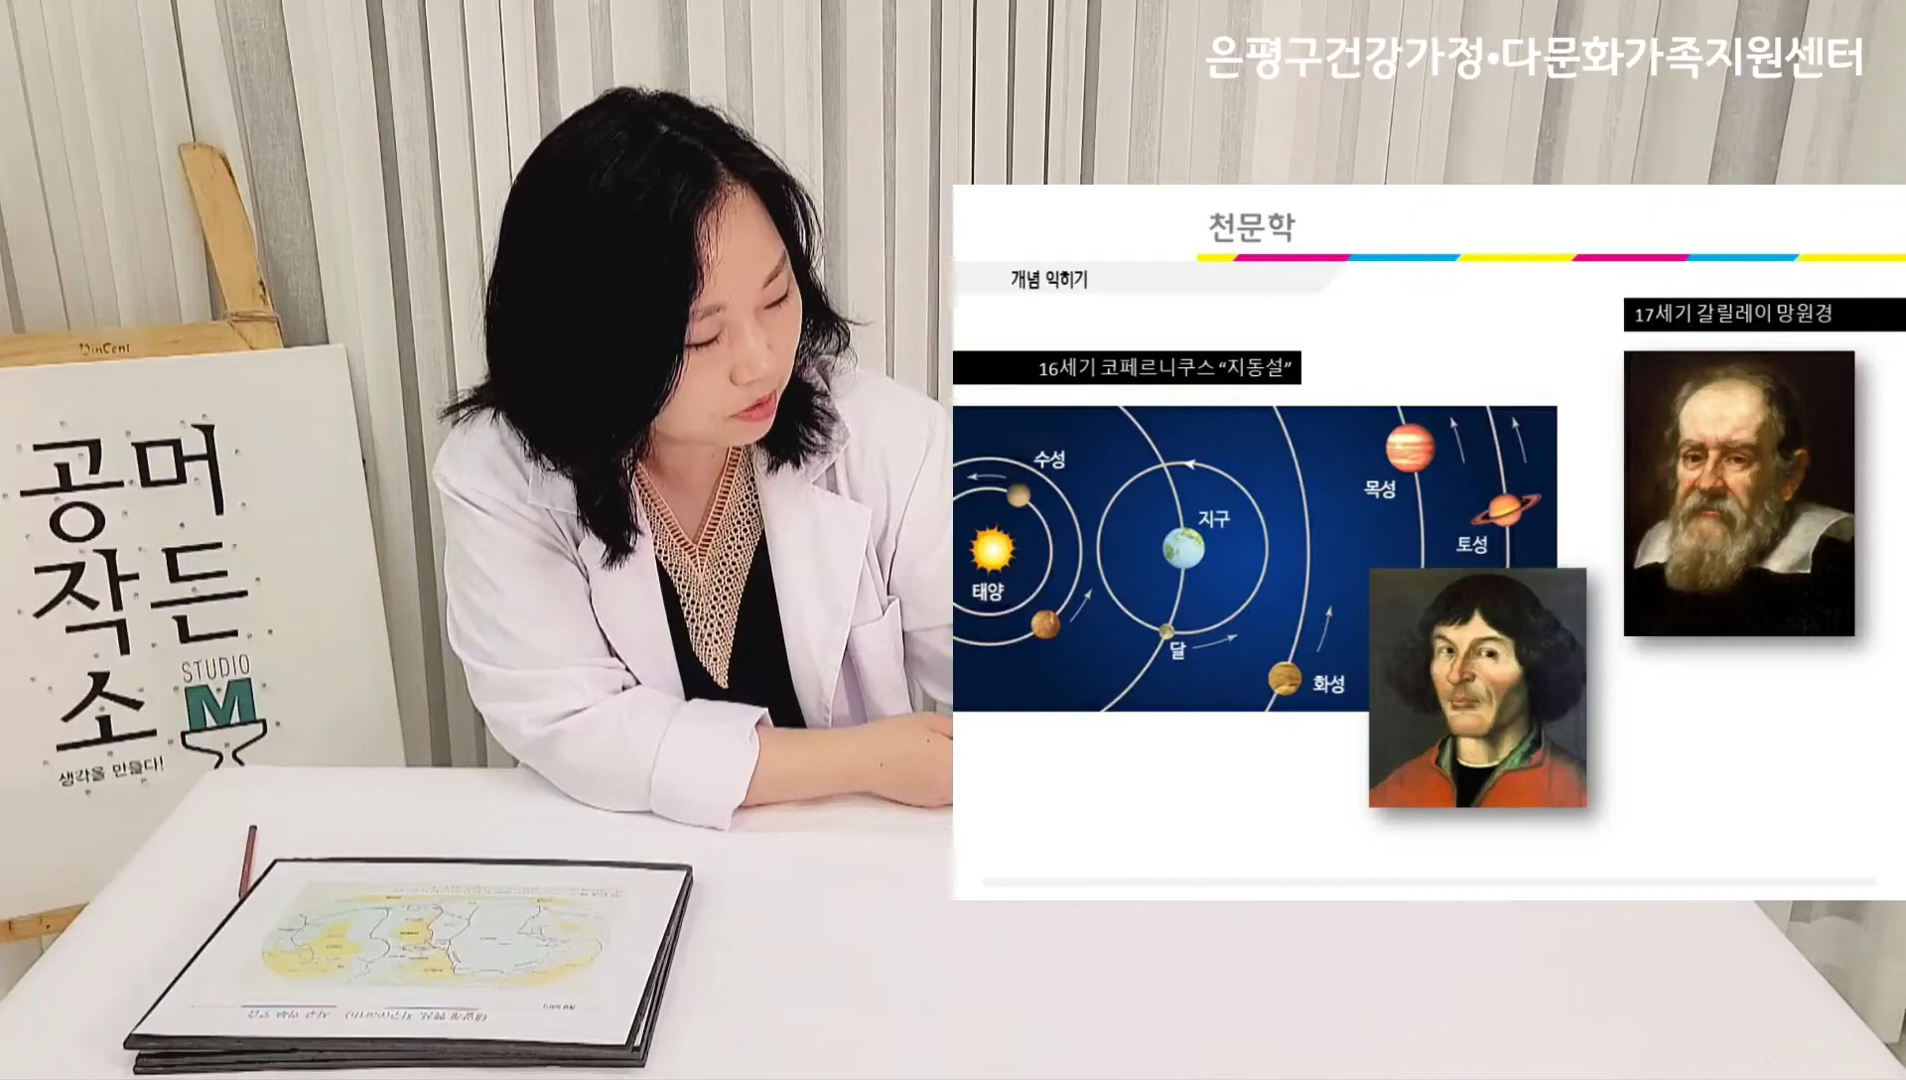 은평구건강가정•다문화가족지원센터
천문학
개념 익히기
17세기 갈릴레이 망원경
16세기 코페르니쿠스 “지동설”
수성
지구
태양
달
화성
목성
토성
VinCent
공머
작든
소
STUDIO
M
생각을 만들다!